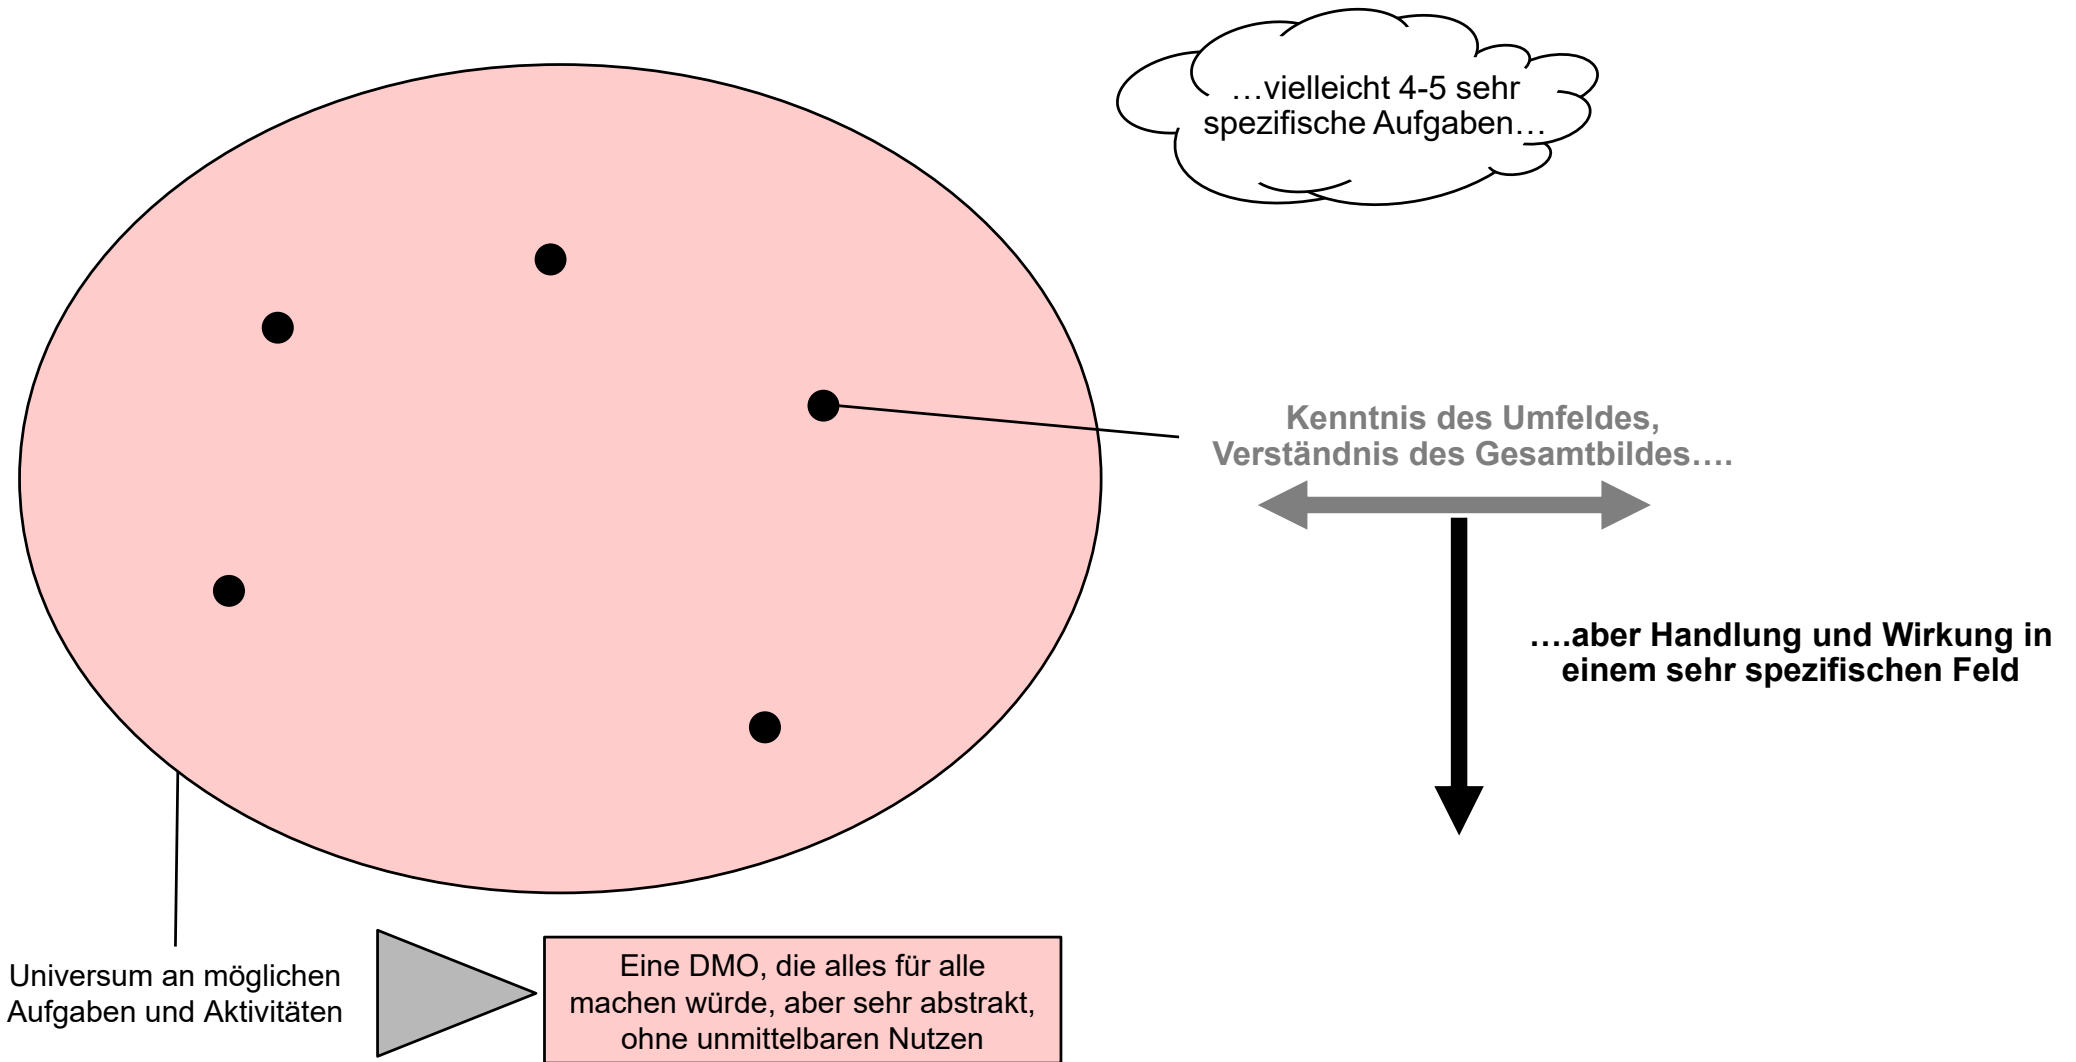 …vielleicht 4-5 sehr
spezifische Aufgaben…
Kenntnis des Umfeldes,
Verständnis des Gesamtbildes….
….aber Handlung und Wirkung in
einem sehr spezifischen Feld
Universum an möglichen
Aufgaben und Aktivitäten
Eine DMO, die alles für alle
machen würde, aber sehr abstrakt,
ohne unmittelbaren Nutzen